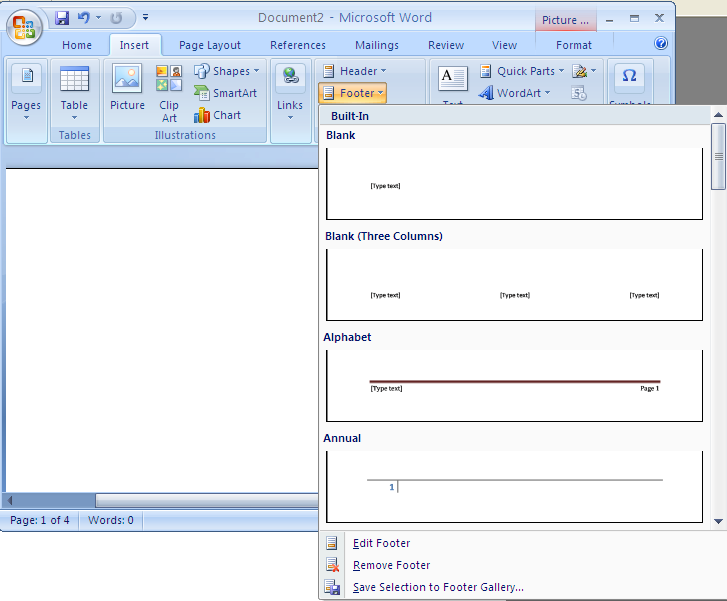 Document2 - Microsoft Word
Picture ...
Home Insert Page Layout References Mailings Review View Format
Pages Table Picture Clip Art Shapes SmartArt Chart Links Header Footer A Quick Parts WordArt Ω
Tables Illustrations
Built-In
Blank
[Type text]
Blank (Three Columns)
[Type text] [Type text] [Type text]
Alphabet
[Type text] Page 1
Annual
1
Page: 1 of 4 Words: 0
Edit Footer
Remove Footer
Save Selection to Footer Gallery...